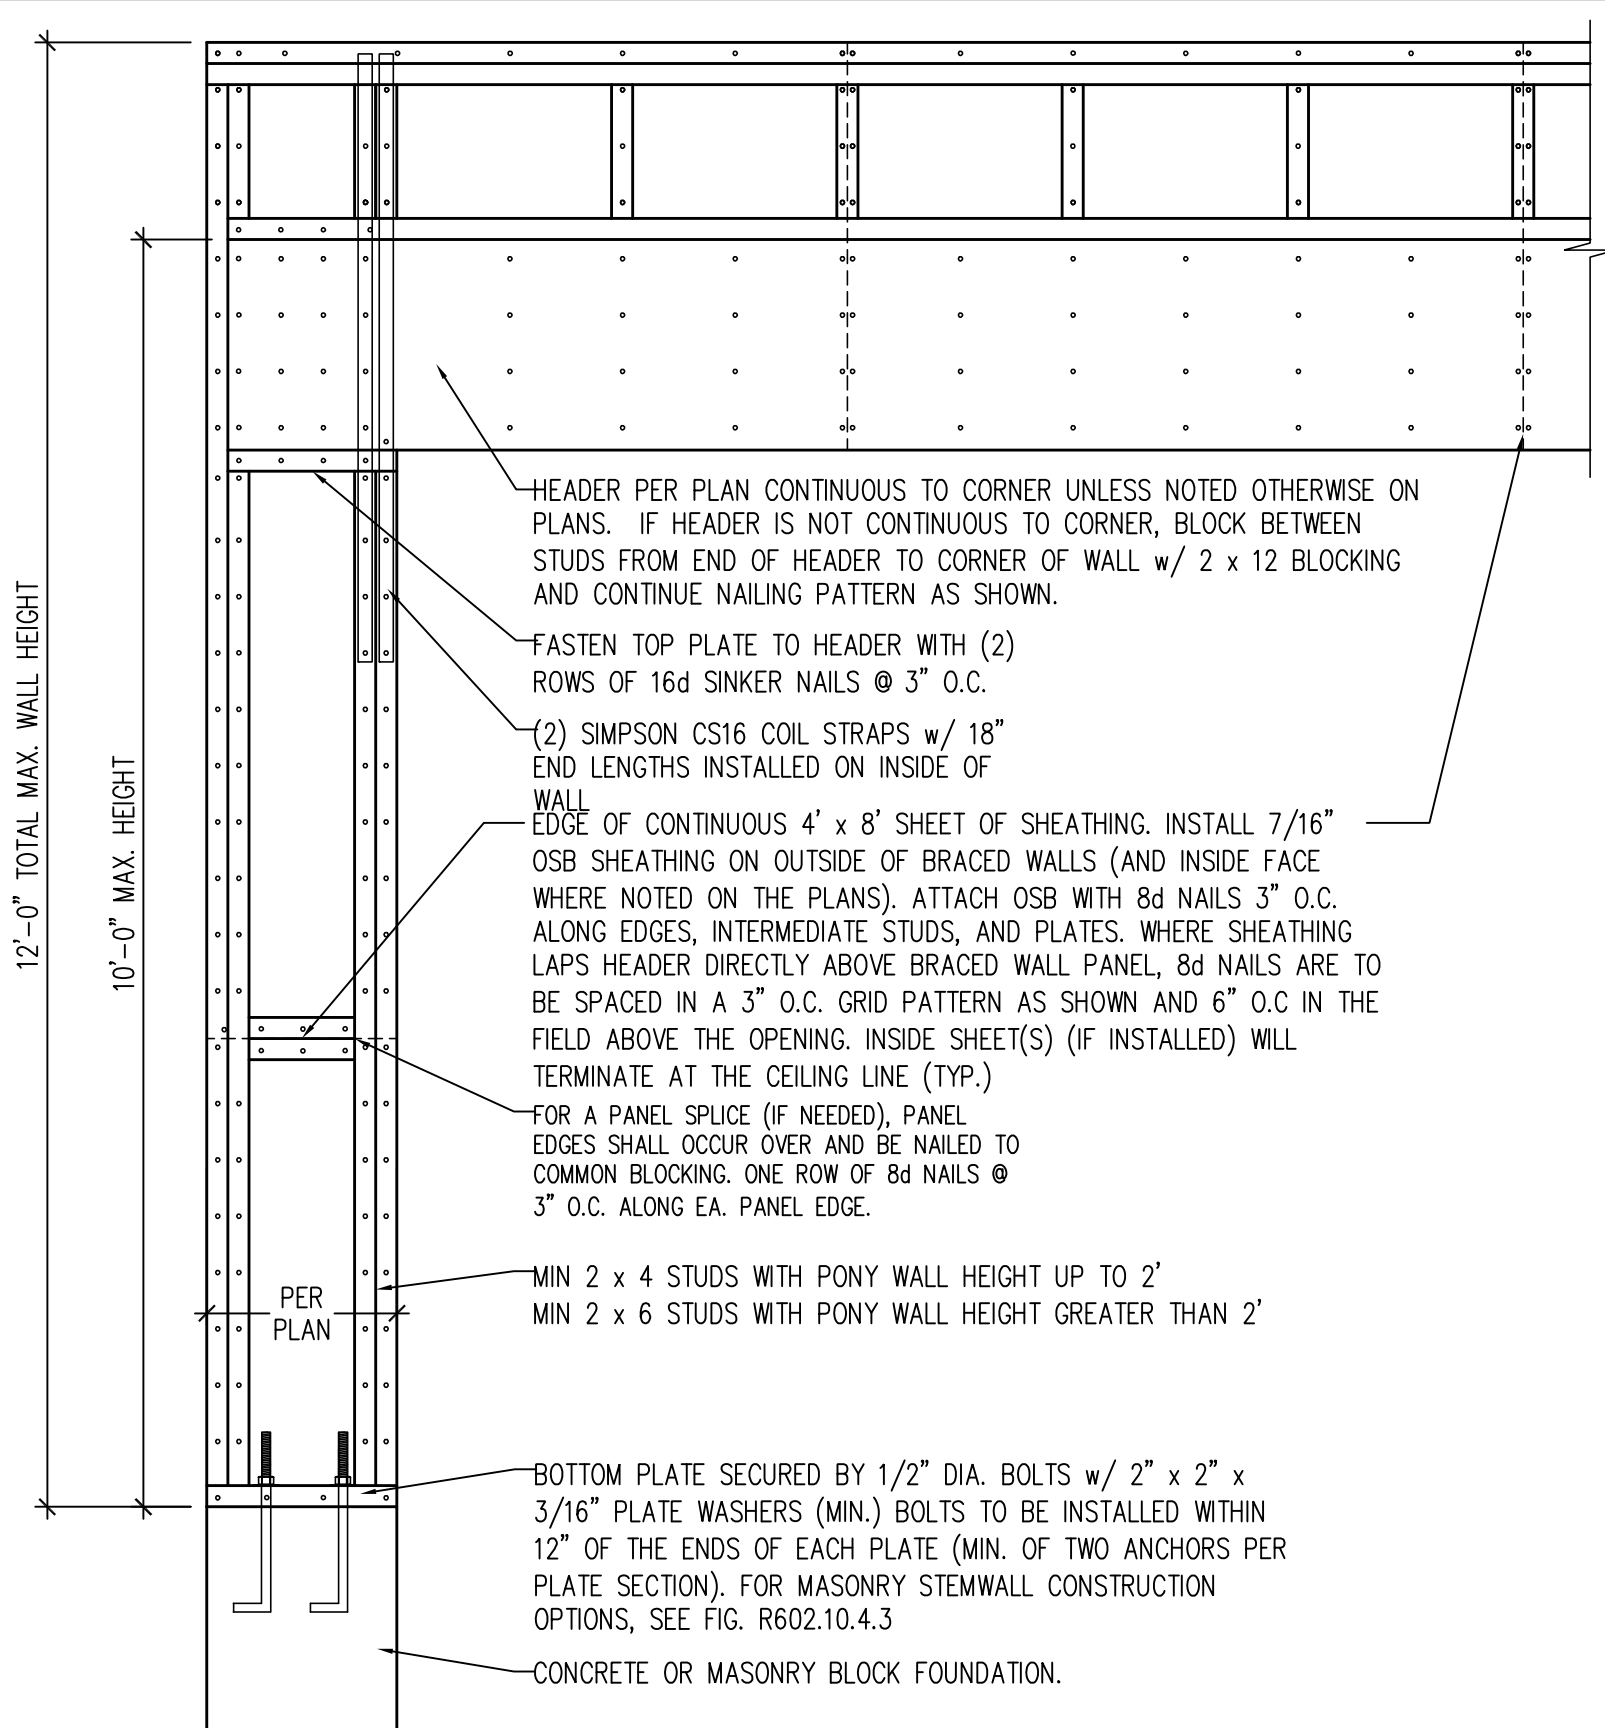 HEADER PER PLAN CONTINUOUS TO CORNER UNLESS NOTED OTHERWISE ON
PLANS. IF HEADER IS NOT CONTINUOUS TO CORNER, BLOCK BETWEEN
STUDS FROM END OF HEADER TO CORNER OF WALL w/ 2 x 12 BLOCKING
AND CONTINUE NAILING PATTERN AS SHOWN.
FASTEN TOP PLATE TO HEADER WITH (2)
ROWS OF 16d SINKER NAILS @ 3" O.C.
(2) SIMPSON CS16 COIL STRAPS w/ 18"
END LENGTHS INSTALLED ON INSIDE OF
WALL
EDGE OF CONTINUOUS 4' x 8' SHEET OF SHEATHING. INSTALL 7/16"
OSB SHEATHING ON OUTSIDE OF BRACED WALLS (AND INSIDE FACE
WHERE NOTED ON THE PLANS). ATTACH OSB WITH 8d NAILS 3" O.C.
ALONG EDGES, INTERMEDIATE STUDS, AND PLATES. WHERE SHEATHING
LAPS HEADER DIRECTLY ABOVE BRACED WALL PANEL, 8d NAILS ARE TO
BE SPACED IN A 3" O.C. GRID PATTERN AS SHOWN AND 6" O.C IN THE
FIELD ABOVE THE OPENING. INSIDE SHEET(S) (IF INSTALLED) WILL
TERMINATE AT THE CEILING LINE (TYP.)
FOR A PANEL SPLICE (IF NEEDED), PANEL
EDGES SHALL OCCUR OVER AND BE NAILED TO
COMMON BLOCKING. ONE ROW OF 8d NAILS @
3" O.C. ALONG EA. PANEL EDGE.
MIN 2 x 4 STUDS WITH PONY WALL HEIGHT UP TO 2'
MIN 2 x 6 STUDS WITH PONY WALL HEIGHT GREATER THAN 2'
BOTTOM PLATE SECURED BY 1/2" DIA. BOLTS w/ 2" x 2" x
3/16" PLATE WASHERS (MIN.) BOLTS TO BE INSTALLED WITHIN
12" OF THE ENDS OF EACH PLATE (MIN. OF TWO ANCHORS PER
PLATE SECTION). FOR MASONRY STEMWALL CONSTRUCTION
OPTIONS, SEE FIG. R602.10.4.3
CONCRETE OR MASONRY BLOCK FOUNDATION.
12'-0" TOTAL MAX. WALL HEIGHT
10'-0" MAX. HEIGHT
PER
PLAN